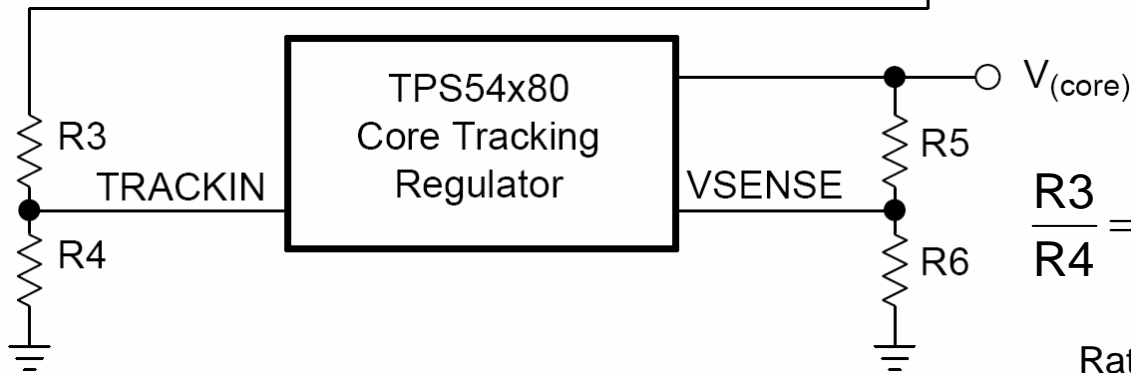 TPS54x80
Core Tracking
Regulator
V(core)
R3
R5
TRACKIN
VSENSE
R4
R6
R3
R4 =